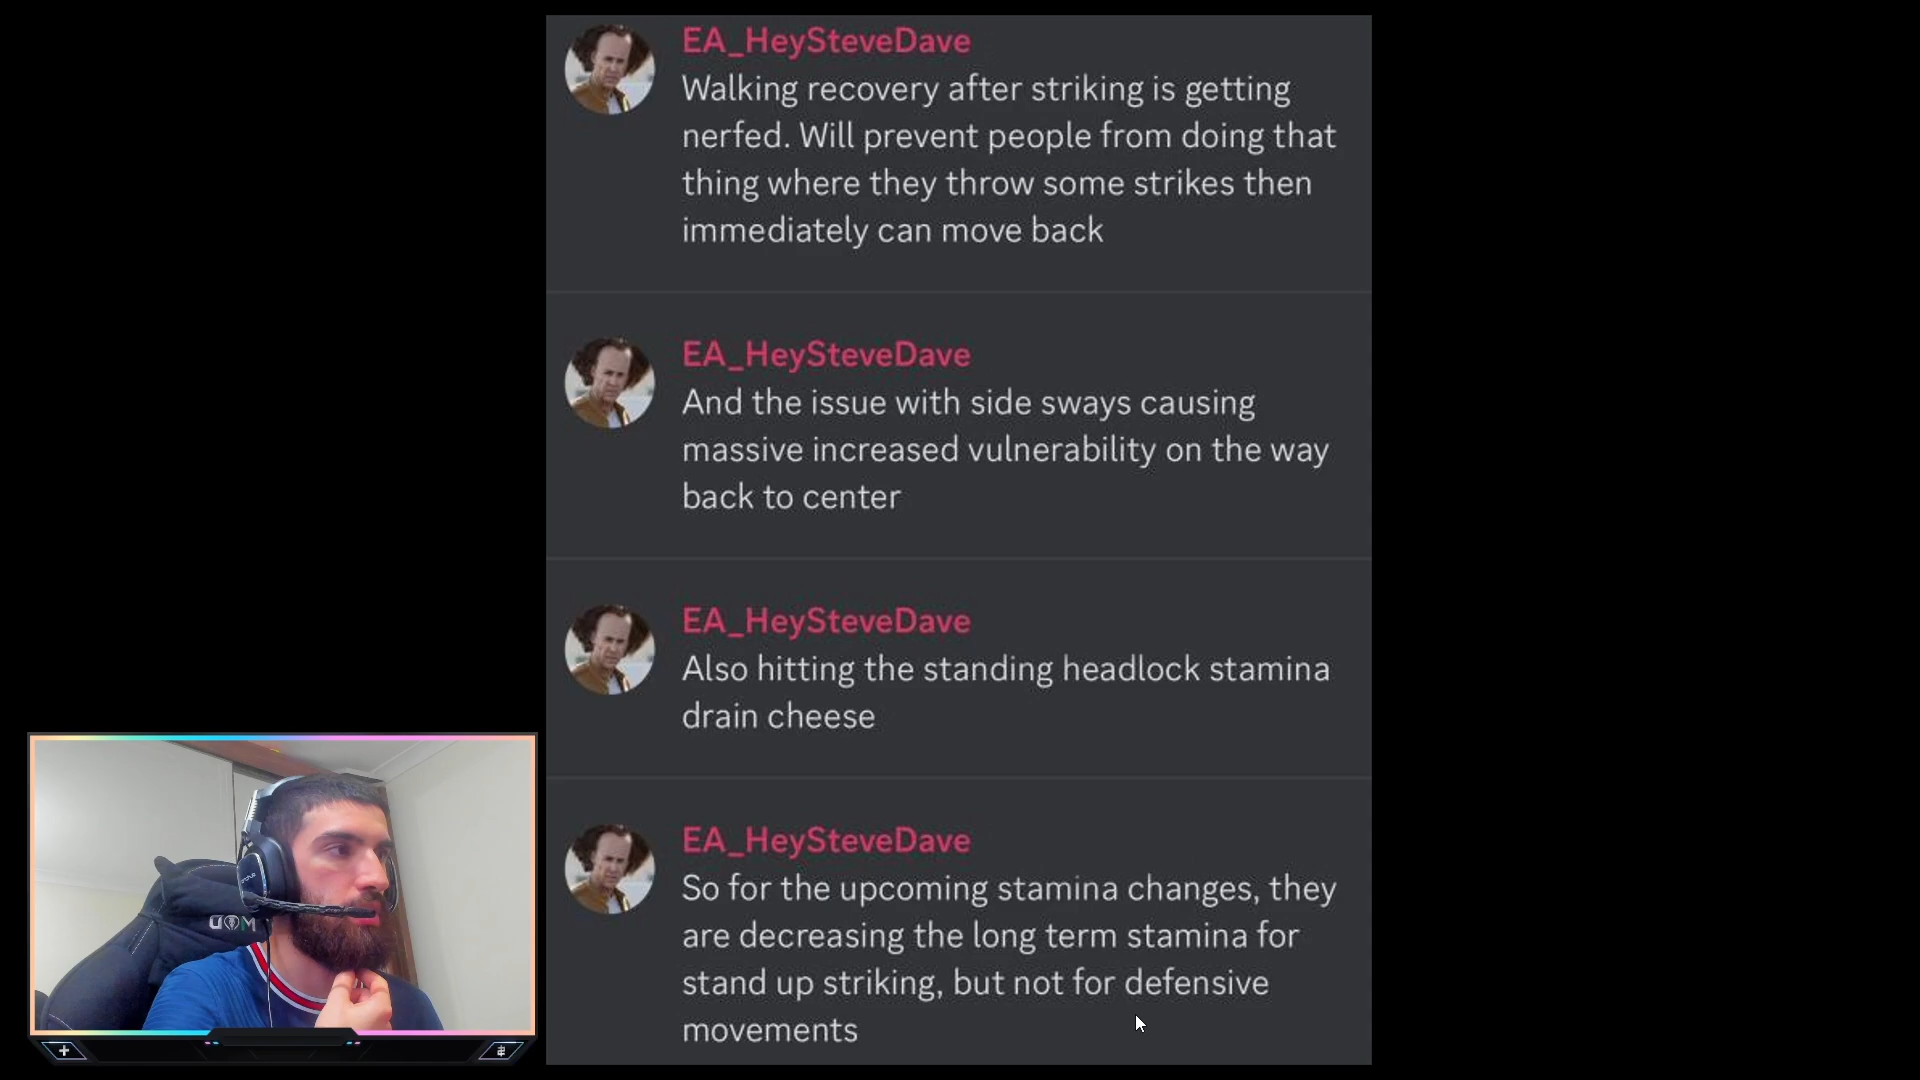 EA_HeySteveDave
Walking recovery after striking is getting
nerfed. Will prevent people from doing that
thing where they throw some strikes then
immediately can move back
EA_HeySteveDave
And the issue with side sways causing
massive increased vulnerability on the way
back to center
EA_HeySteveDave
Also hitting the standing headlock stamina
drain cheese
EA_HeySteveDave
So for the upcoming stamina changes, they
are decreasing the long term stamina for
stand up striking, but not for defensive
movements